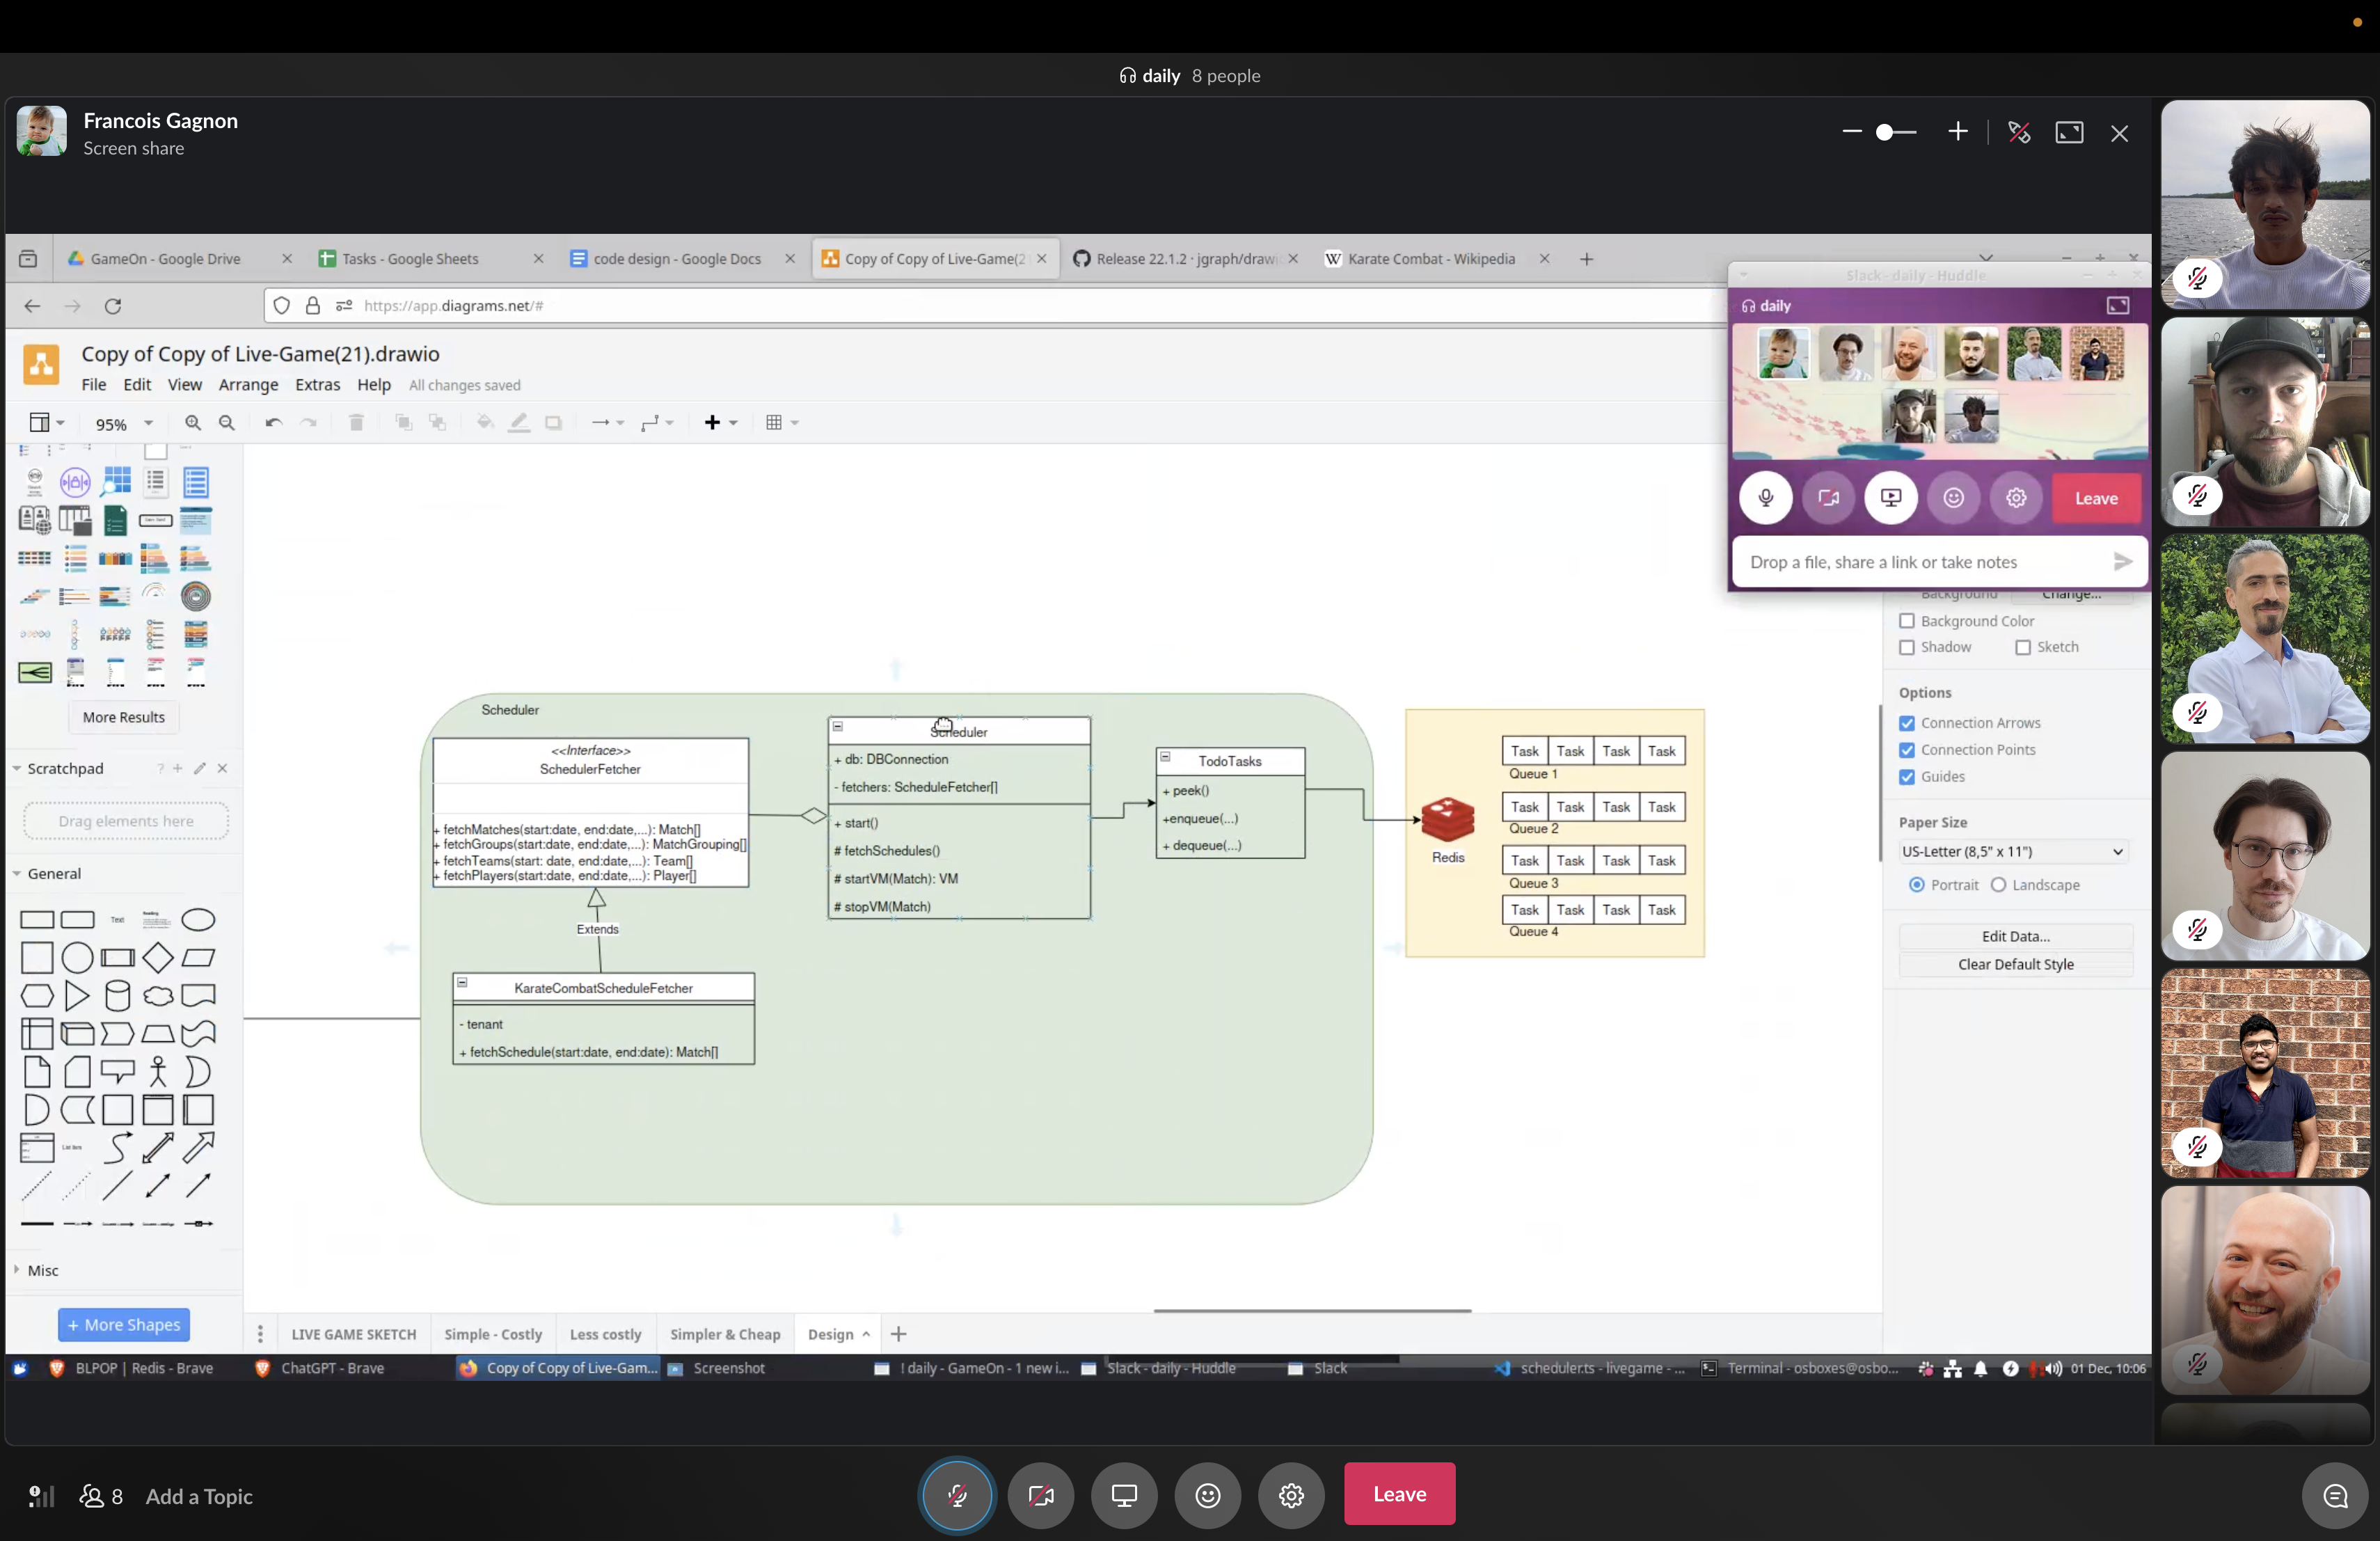 daily 8 people
Francois Gagnon
Screen share
GameOn - Google Drive
Tasks - Google Sheets
code design - Google Docs
Copy of Copy of Live-Game(2
Release 22.1.2 · jgraph/drawi
Karate Combat - Wikipedia
Slack - daily - Huddle
https://app.diagrams.net/#
daily
Copy of Copy of Live-Game(21).drawio
File Edit View Arrange Extras Help All changes saved
95%
Leave
Drop a file, share a link or take notes
Background Change...
Background Color
Shadow Sketch
Options
Connection Arrows
Connection Points
Guides
Paper Size
US-Letter (8,5" x 11")
Portrait Landscape
Edit Data...
Clear Default Style
More Results
Scratchpad
Drag elements here
General
Text
Heading
List Item
Misc
+ More Shapes
Scheduler
<<Interface>>
SchedulerFetcher
+ fetchMatches(start:date, end:date,...): Match[]
+ fetchGroups(start:date, end:date,...): MatchGrouping[]
+ fetchTeams(start: date, end:date,...): Team[]
+ fetchPlayers(start:date, end:date,...): Player[]
Extends
KarateCombatScheduleFetcher
- tenant
+ fetchSchedule(start:date, end:date): Match[]
Scheduler
+ db: DBConnection
- fetchers: ScheduleFetcher[]
+ start()
# fetchSchedules()
# startVM(Match): VM
# stopVM(Match)
TodoTasks
+ peek()
+enqueue(...)
+ dequeue(...)
Redis
Task Task Task Task
Queue 1
Task Task Task Task
Queue 2
Task Task Task Task
Queue 3
Task Task Task Task
Queue 4
LIVE GAME SKETCH
Simple - Costly
Less costly
Simpler & Cheap
Design
BLPOP | Redis - Brave
ChatGPT - Brave
Copy of Copy of Live-Gam...
Screenshot
! daily - GameOn - 1 new i...
Slack - daily - Huddle
Slack
scheduler.ts - livegame - ...
Terminal - osboxes@osbo...
01 Dec, 10:06
8 Add a Topic
Leave